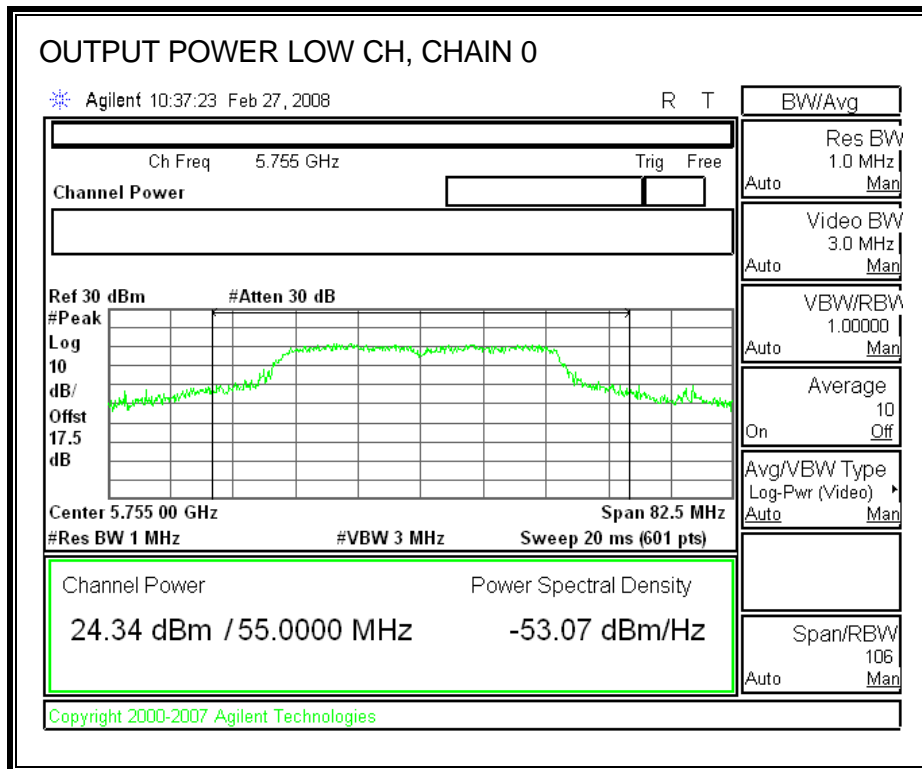 OUTPUT POWER LOW CH, CHAIN 0
Agilent 10:37:23 Feb 27, 2008 R T
Ch Freq 5.755 GHz Trig Free
Channel Power
Ref 30 dBm #Atten 30 dB
#Peak
Log
10
dB/
Offst
17.5
dB
Center 5.755 00 GHz Span 82.5 MHz
#Res BW 1 MHz #VBW 3 MHz Sweep 20 ms (601 pts)
Channel Power Power Spectral Density
24.34 dBm / 55.0000 MHz -53.07 dBm/Hz
Copyright 2000-2007 Agilent Technologies
BW/Avg
Res BW
1.0 MHz
Auto Man
Video BW
3.0 MHz
Auto Man
VBW/RBW
1.00000
Auto Man
Average
10
On Off
Avg/VBW Type
Log-Pwr (Video)
Auto Man
Span/RBW
106
Auto Man